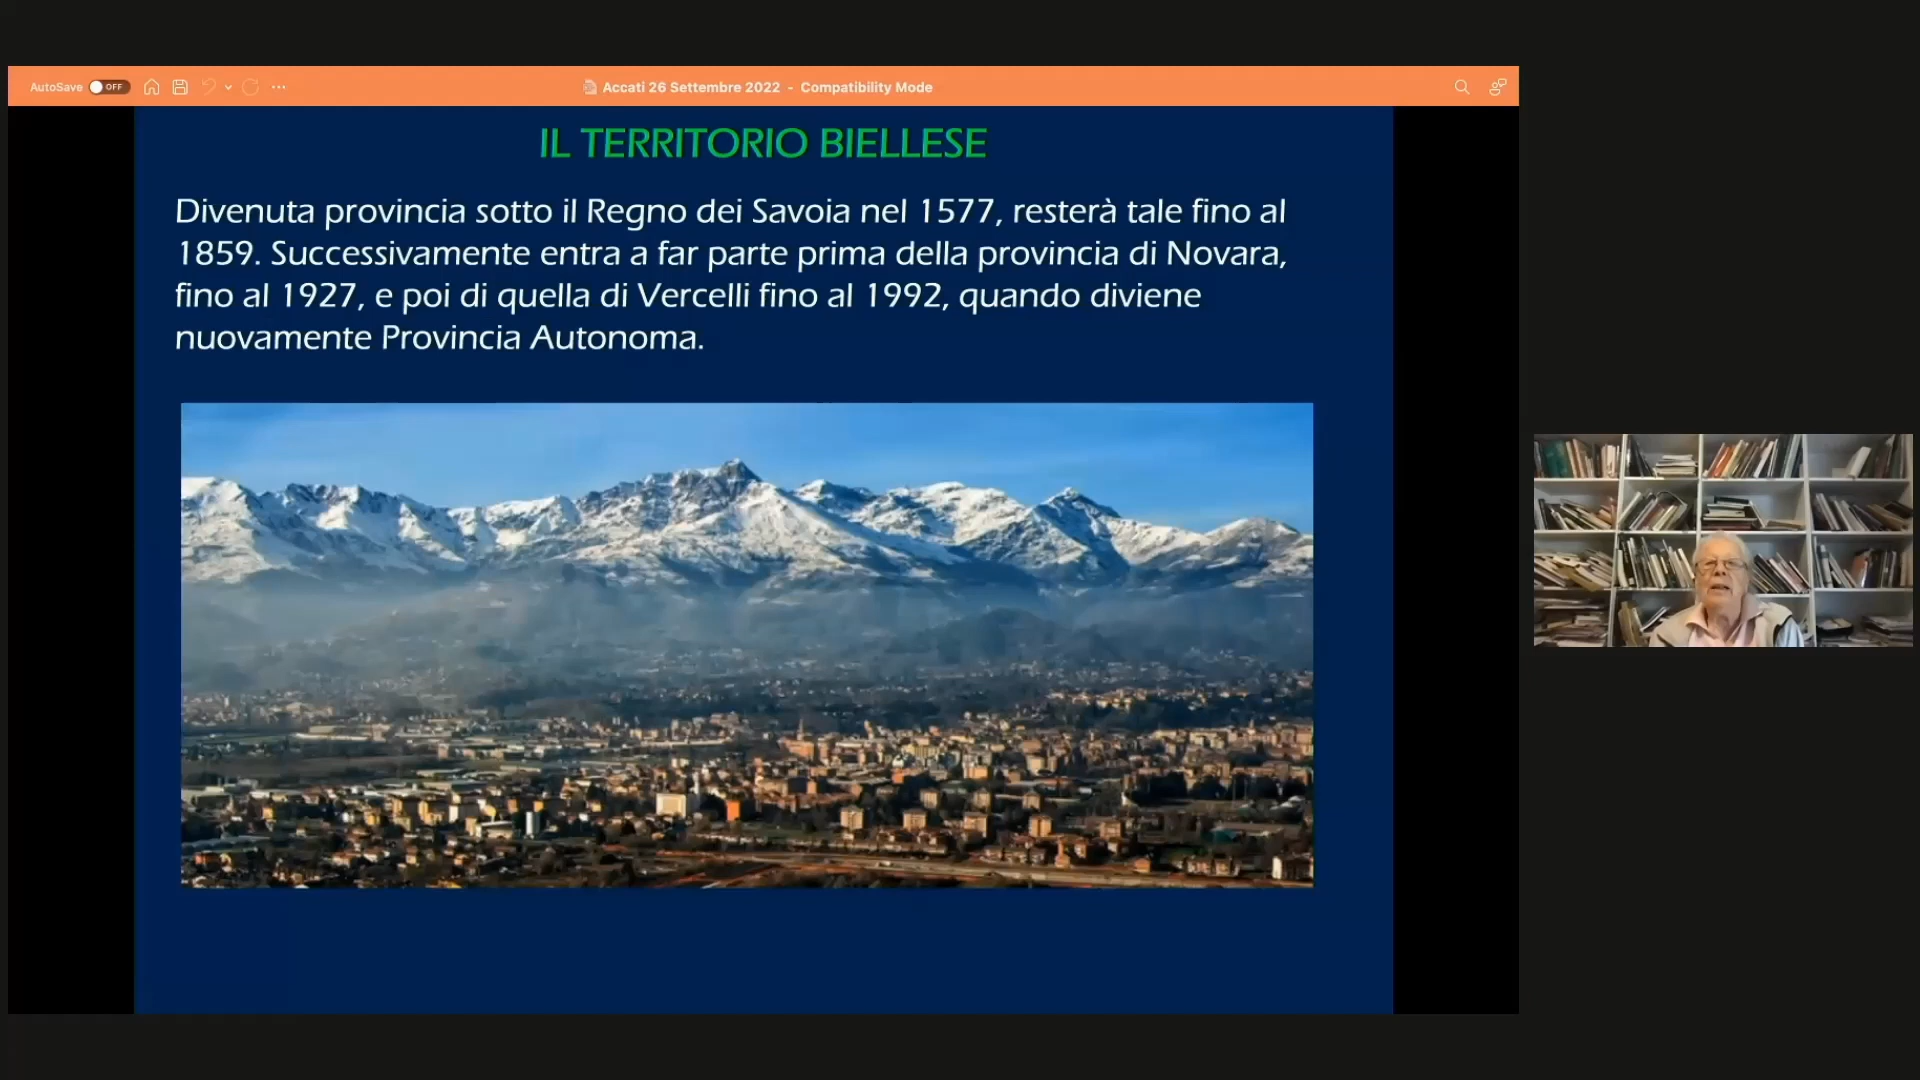 AutoSave OFF
Accati 26 Settembre 2022 - Compatibility Mode
IL TERRITORIO BIELLESE
Divenuta provincia sotto il Regno dei Savoia nel 1577, resterà tale fino al
1859. Successivamente entra a far parte prima della provincia di Novara,
fino al 1927, e poi di quella di Vercelli fino al 1992, quando diviene
nuovamente Provincia Autonoma.